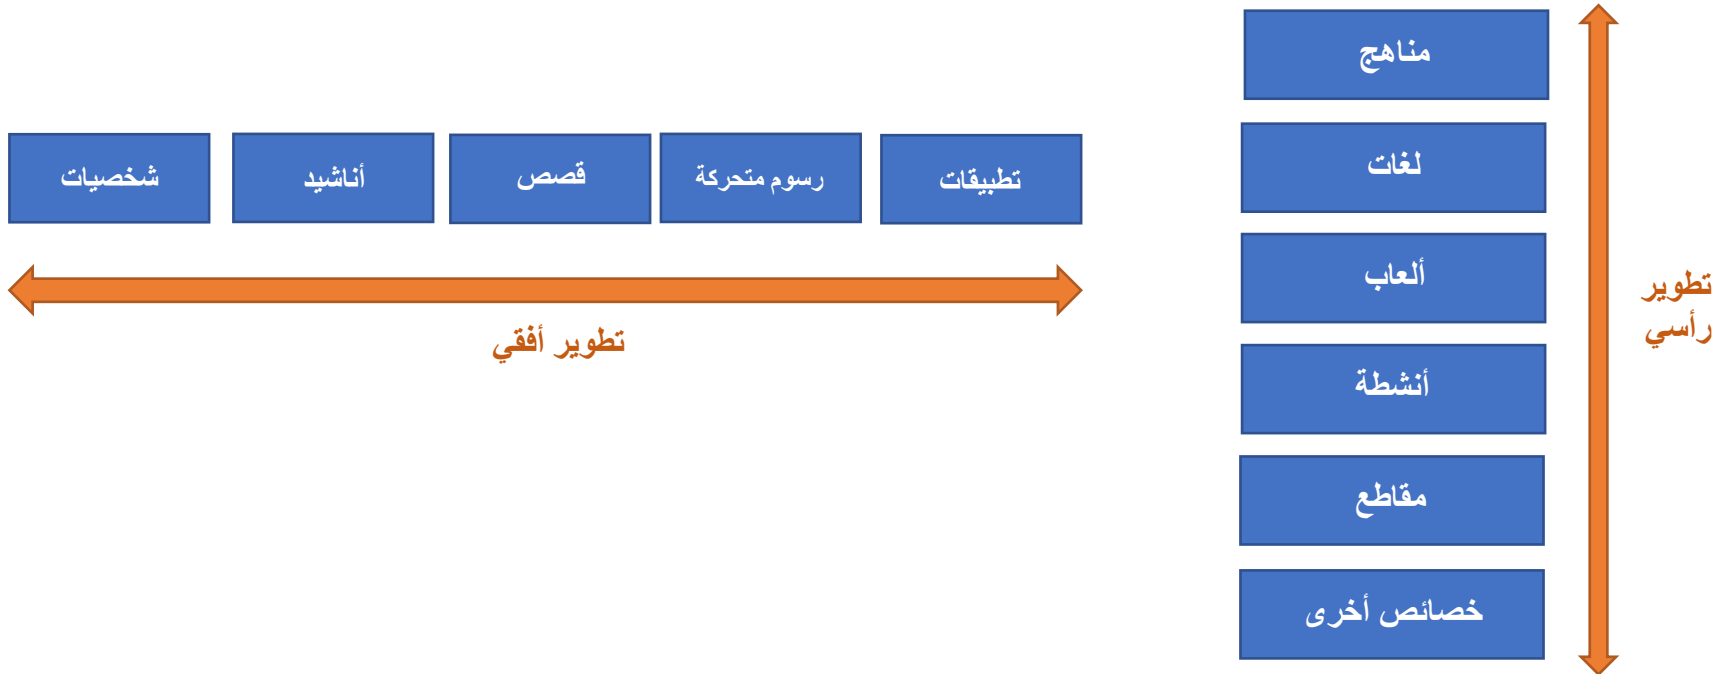 مناهج
لغات
ألعاب
أنشطة
مقاطع
خصائص أخرى
تطوير
رأسي
تطبيقات
رسوم متحركة
قصص
أناشيد
شخصيات
تطوير أفقي